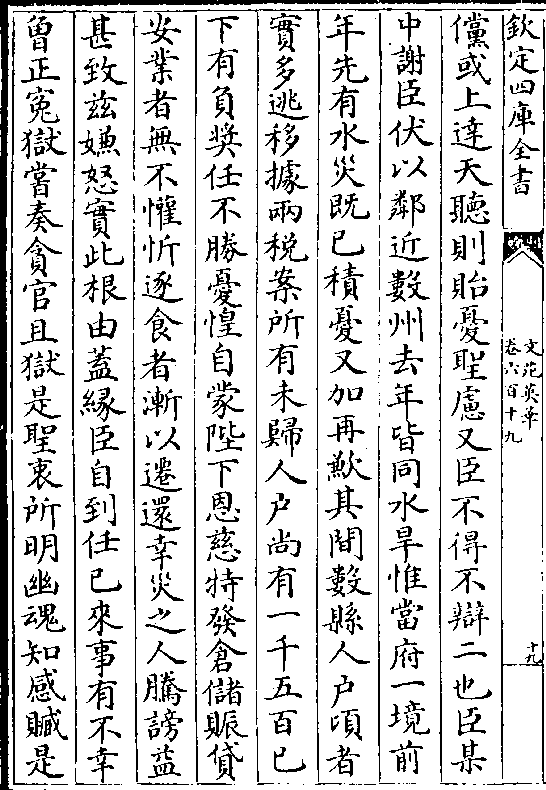 欽定四庫全書
文苑英華
卷六百十九
十九
儻或上達天聽則貽憂聖慮又臣不得不辯二也臣某
中謝臣伏以鄰近數州去年皆同水旱惟當府一境前
年先有水災既已積憂又加再歉其間數縣人户頃者
實多逃移據兩税案所有未歸人户尚有一千五百已
下有負奨任不勝憂惶自蒙陛下恩慈特發倉儲賑貸
安業者無不懽忻逐食者漸以遷還幸災之人騰謗益
甚致兹嫌怒實此根由蓋緣臣自到任已來事有不幸
曽正寃獄嘗奏貪官且獄是聖衷所明幽魂知感贓是